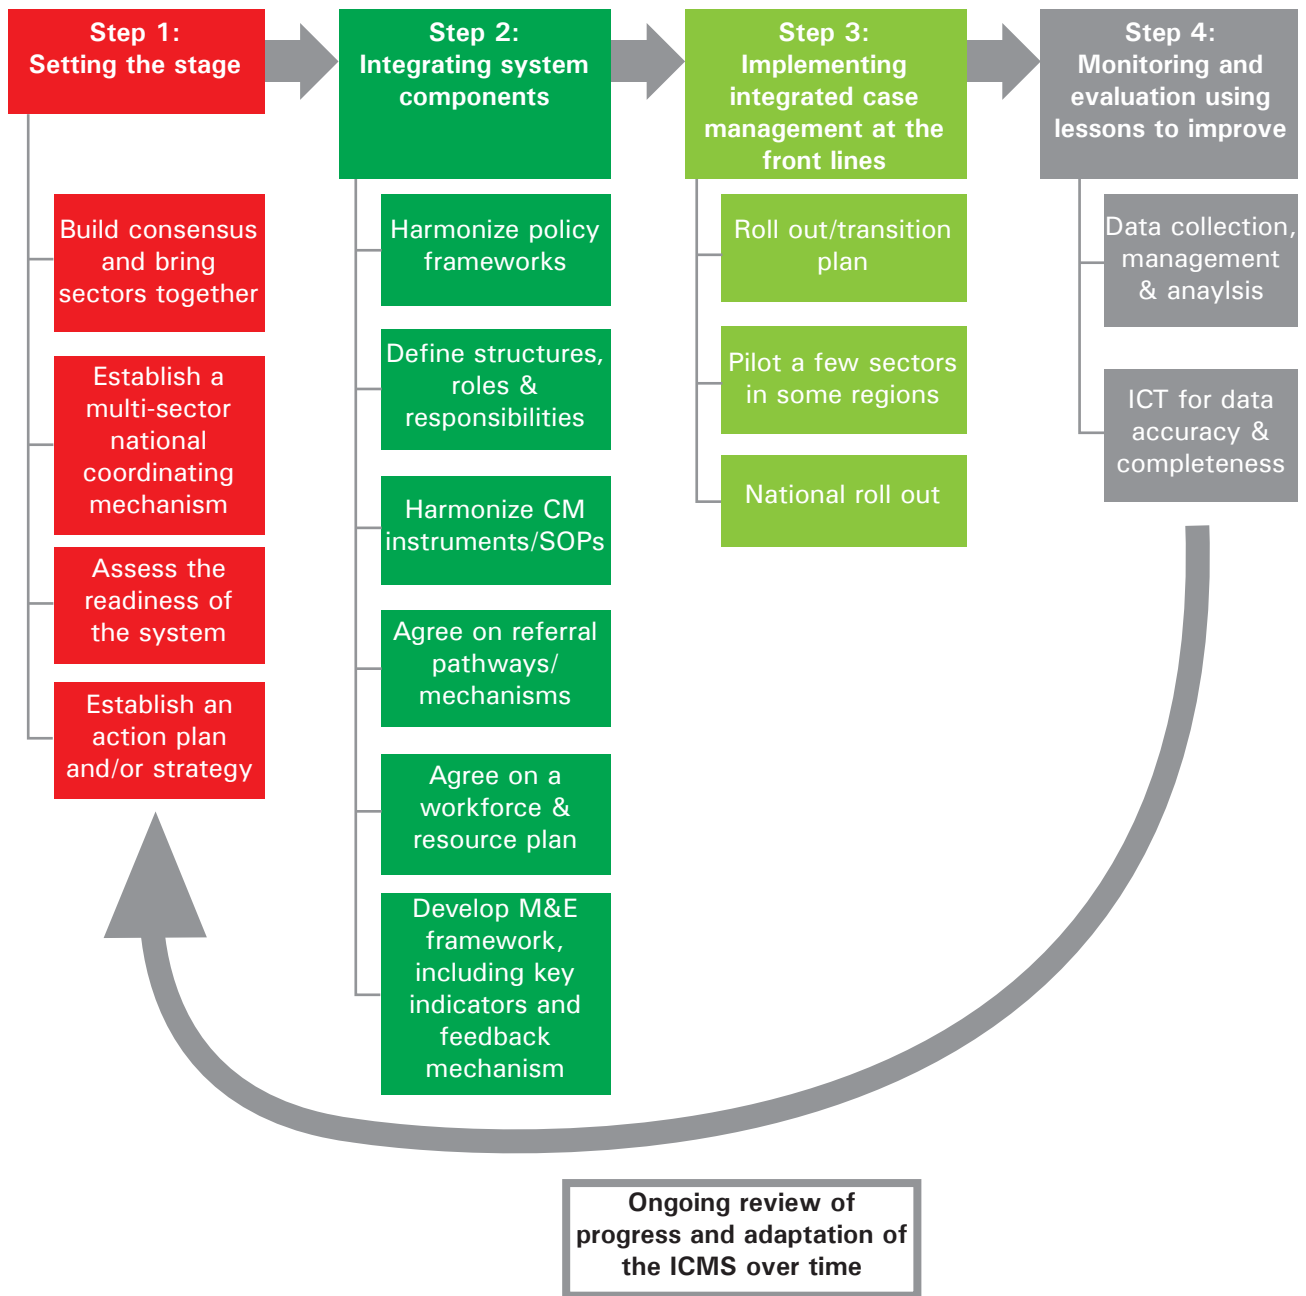 Step 1:
Setting the stage
Build consensus
and bring
sectors together
Establish a
multi-sector
national
coordinating
mechanism
Assess the
readiness of
the system
Establish an
action plan
and/or strategy
Step 2:
Integrating system
components
Harmonize policy
frameworks
Define structures,
roles &
responsibilities
Harmonize CM
instruments/SOPs
Agree on referral
pathways/
mechanisms
Agree on a
workforce &
resource plan
Develop M&E
framework,
including key
indicators and
feedback
mechanism
Step 3:
Implementing
integrated case
management at the
front lines
Roll out/transition
plan
Pilot a few sectors
in some regions
National roll out
Step 4:
Monitoring and
evaluation using
lessons to improve
Data collection,
management
& anaylsis
ICT for data
accuracy &
completeness
Ongoing review of
progress and adaptation of
the ICMS over time